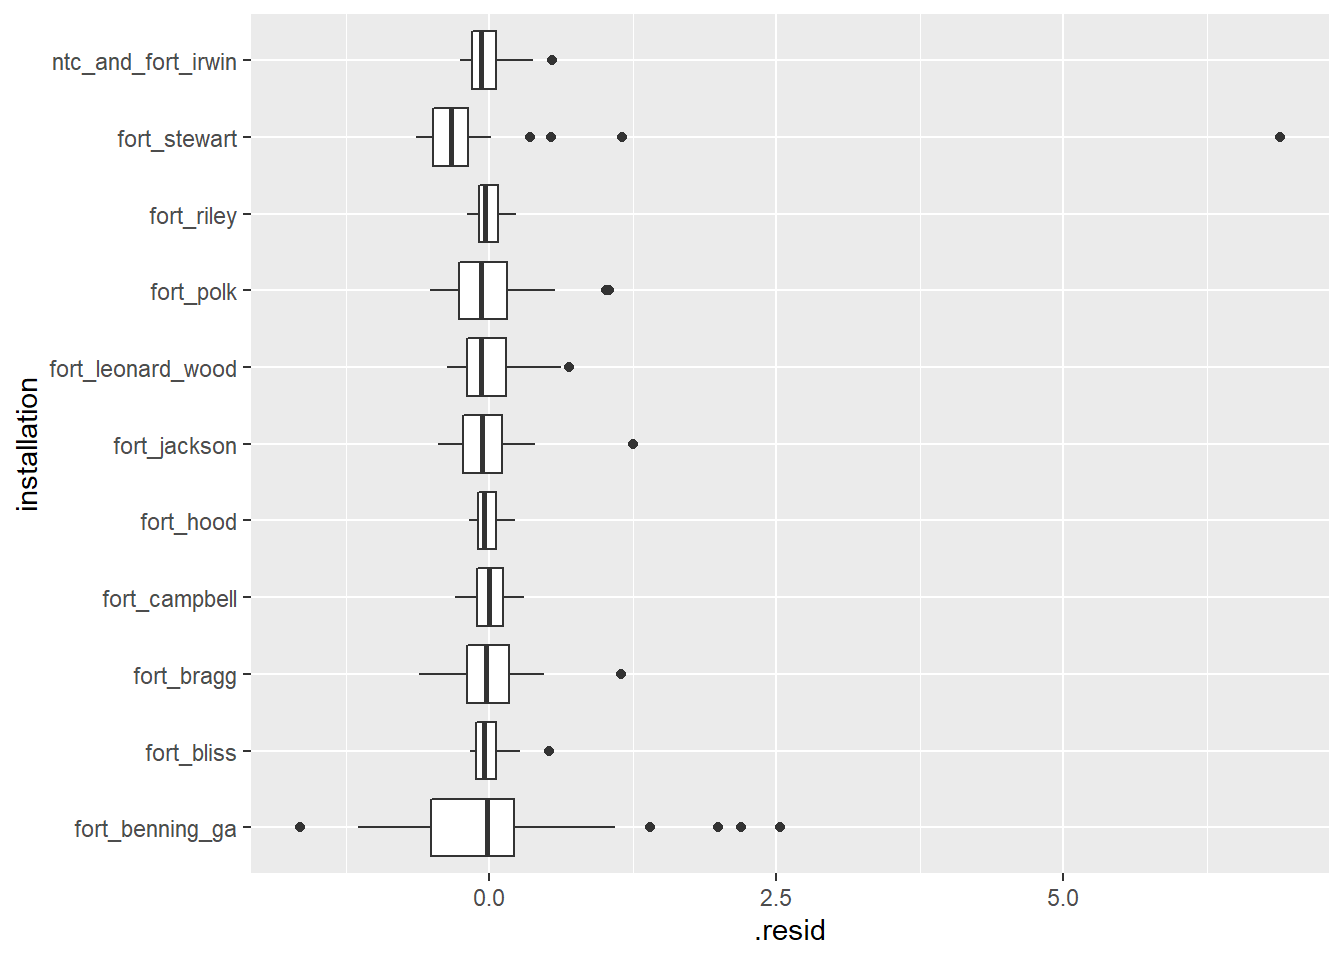 ntc_and_fort_irwin
fort_stewart
fort_riley
fort_polk
fort_leonard_wood
fort_jackson
fort_hood
fort_campbell
fort_bragg
fort_bliss
fort_benning_ga
installation
0.0 2.5 5.0
.resid